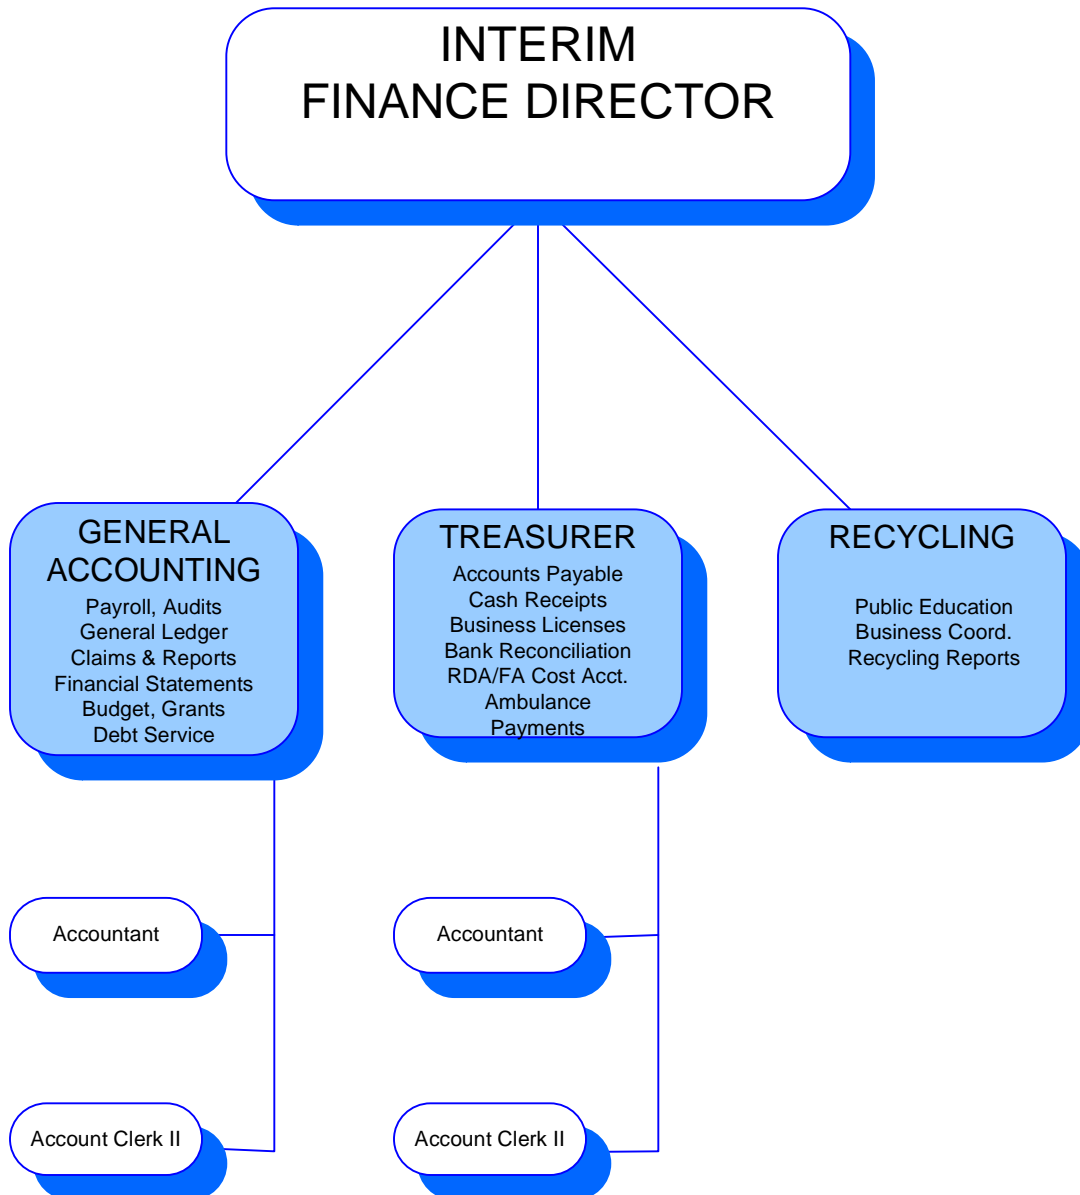 INTERIM
FINANCE DIRECTOR
GENERAL
ACCOUNTING
Payroll, Audits
General Ledger
Claims & Reports
Financial Statements
Budget, Grants
Debt Service
TREASURER
Accounts Payable
Cash Receipts
Business Licenses
Bank Reconciliation
RDA/FA Cost Acct.
Ambulance
Payments
RECYCLING
Public Education
Business Coord.
Recycling Reports
Accountant
Accountant
Account Clerk II
Account Clerk II